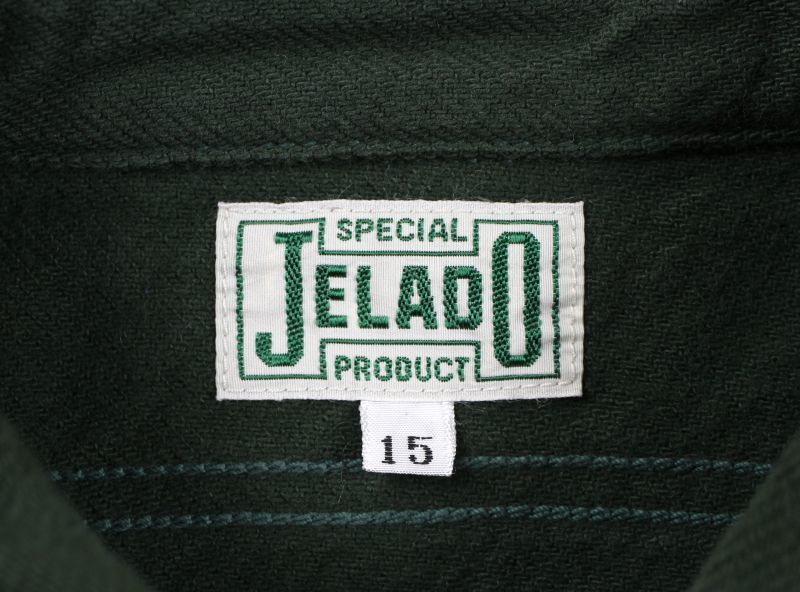 SPECIAL
JELADO
PRODUCT
15